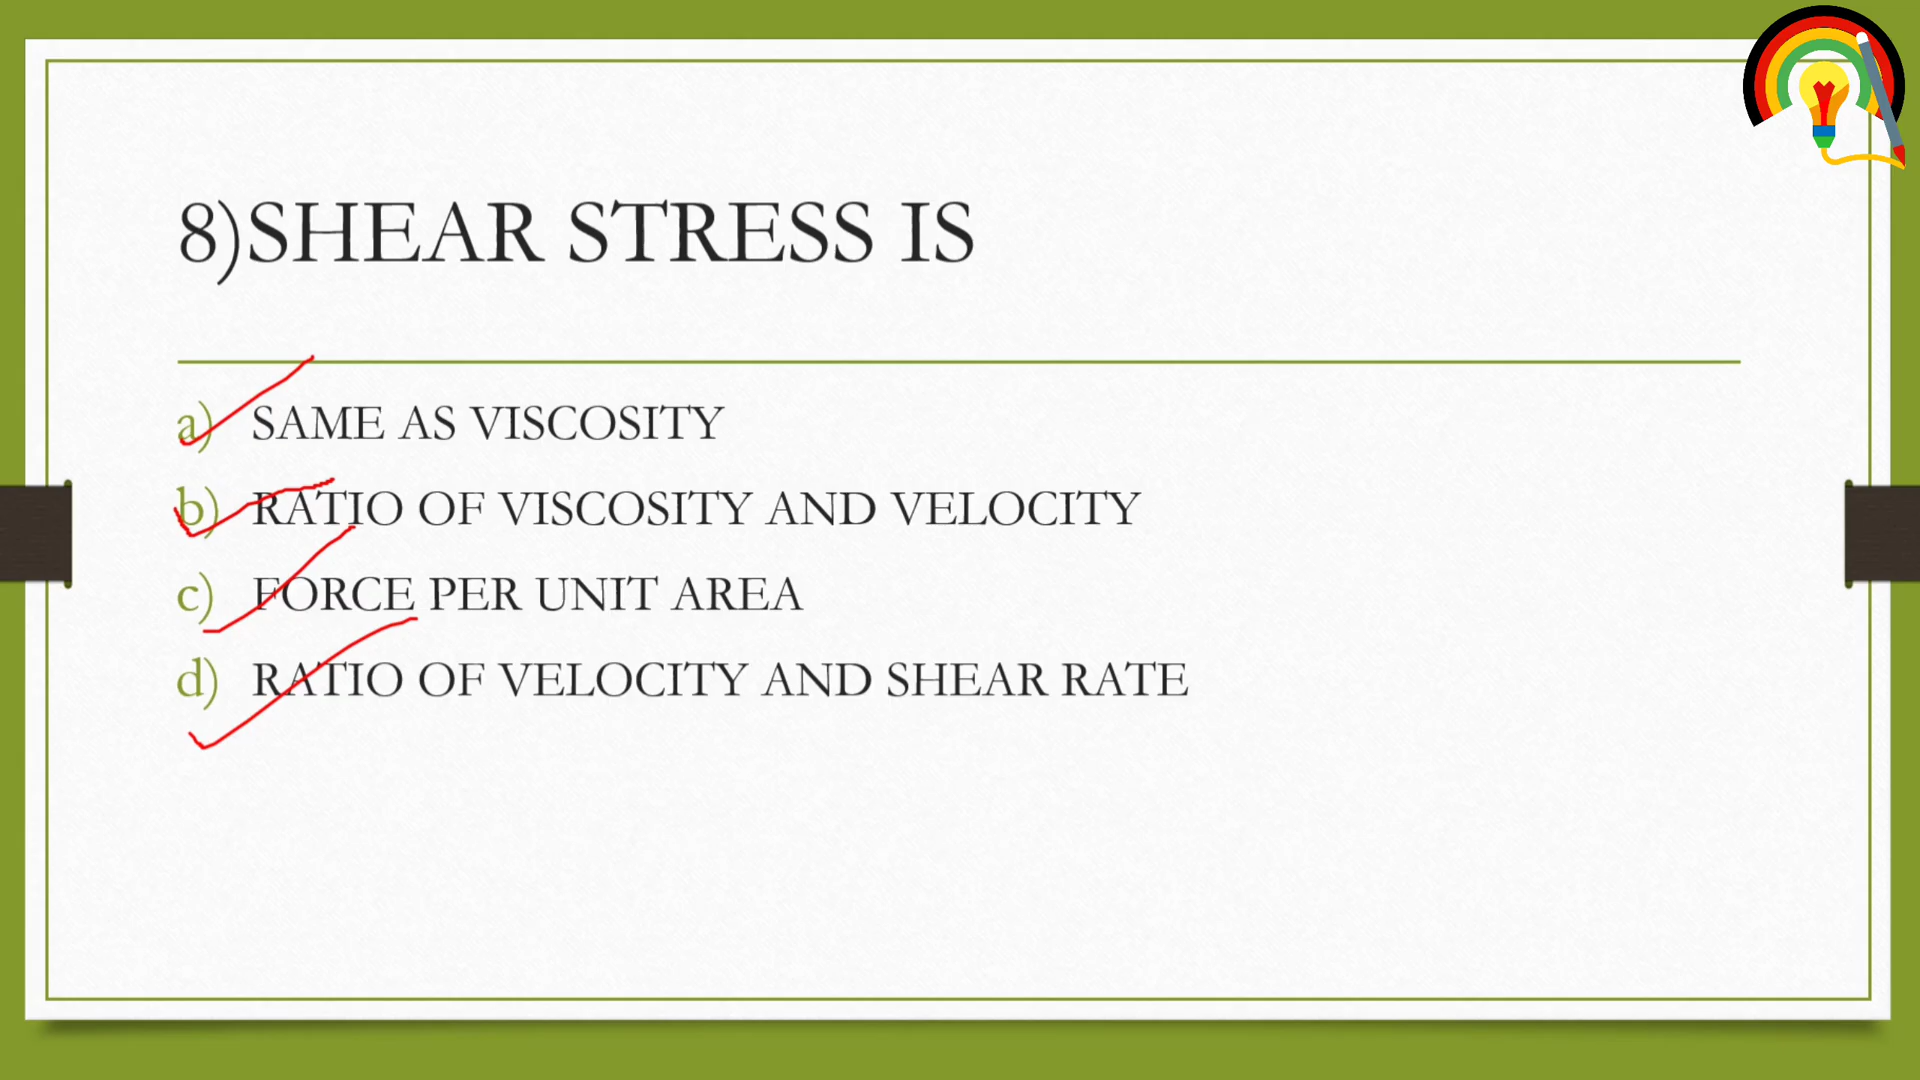 8)SHEAR STRESS IS
a) SAME AS VISCOSITY
b) RATIO OF VISCOSITY AND VELOCITY
c) FORCE PER UNIT AREA
d) RATIO OF VELOCITY AND SHEAR RATE